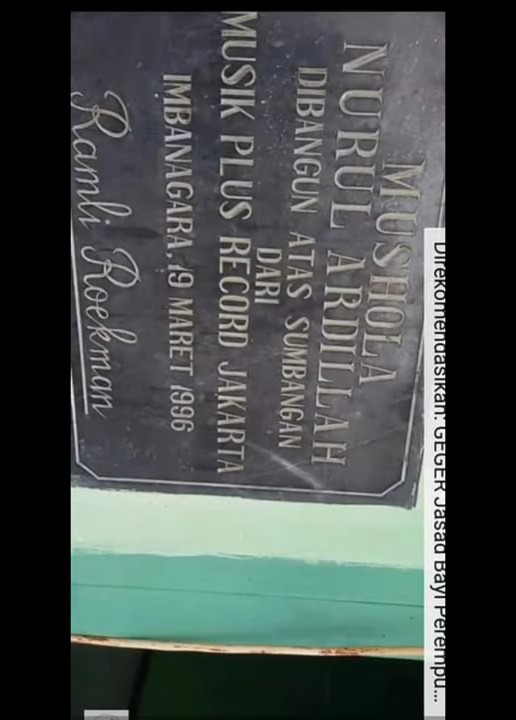 MUSHOLA
NURUL ARDILLAH
DIBANGUN ATAS SUMBANGAN
DARI
MUSIK PLUS RECORD JAKARTA
IMBANAGARA, 19 MARET 1996
Ramli Roekman
Direkomendasikan: GEGER Jasad Bayi Perempu...